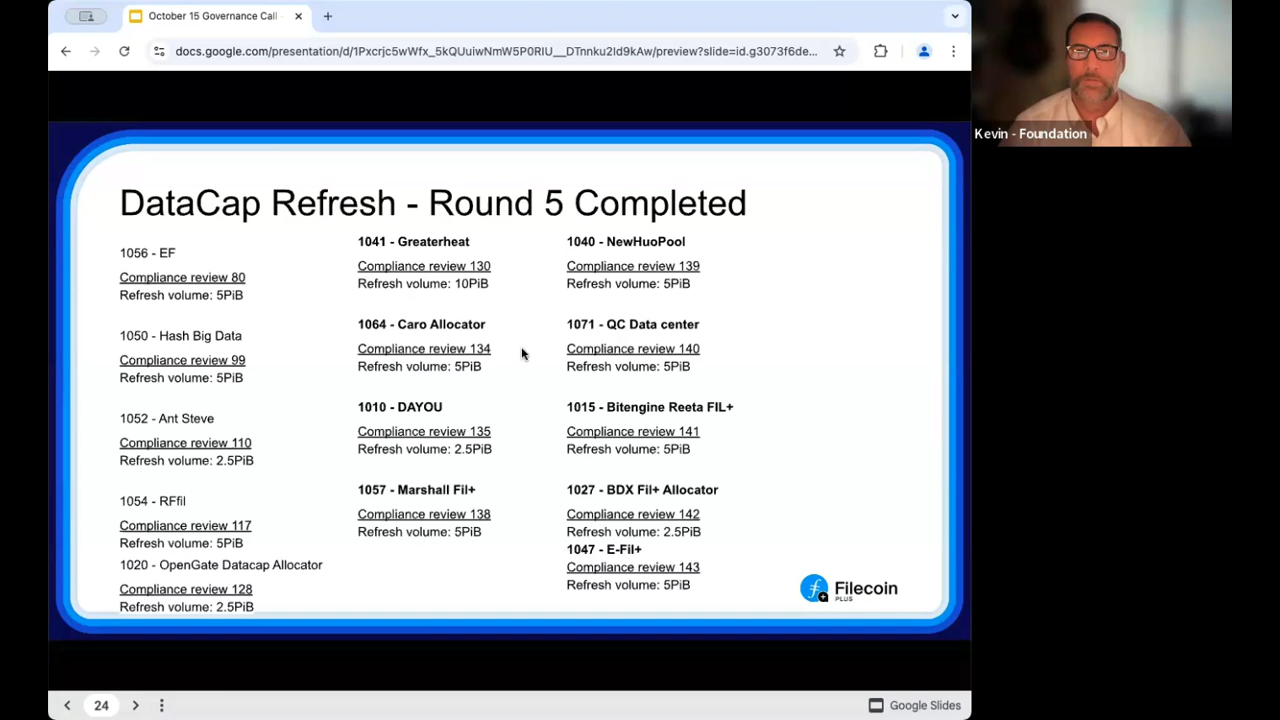 October 15 Governance Call
docs.google.com/presentation/d/1Pxcrjc5wWfx_5kQUuiwNmW5P0RIU__DTnnku2Id9kAw/preview?slide=id.g3073f6de...
Kevin - Foundation
DataCap Refresh - Round 5 Completed
1056 - EF
Compliance review 80
Refresh volume: 5PiB
1050 - Hash Big Data
Compliance review 99
Refresh volume: 5PiB
1052 - Ant Steve
Compliance review 110
Refresh volume: 2.5PiB
1054 - RFfil
Compliance review 117
Refresh volume: 5PiB
1020 - OpenGate Datacap Allocator
Compliance review 128
Refresh volume: 2.5PiB
1041 - Greaterheat
Compliance review 130
Refresh volume: 10PiB
1064 - Caro Allocator
Compliance review 134
Refresh volume: 5PiB
1010 - DAYOU
Compliance review 135
Refresh volume: 2.5PiB
1057 - Marshall Fil+
Compliance review 138
Refresh volume: 5PiB
1040 - NewHuoPool
Compliance review 139
Refresh volume: 5PiB
1071 - QC Data center
Compliance review 140
Refresh volume: 5PiB
1015 - Bitengine Reeta FIL+
Compliance review 141
Refresh volume: 5PiB
1027 - BDX Fil+ Allocator
Compliance review 142
Refresh volume: 2.5PiB
1047 - E-Fil+
Compliance review 143
Refresh volume: 5PiB
Filecoin
PLUS
24
Google Slides